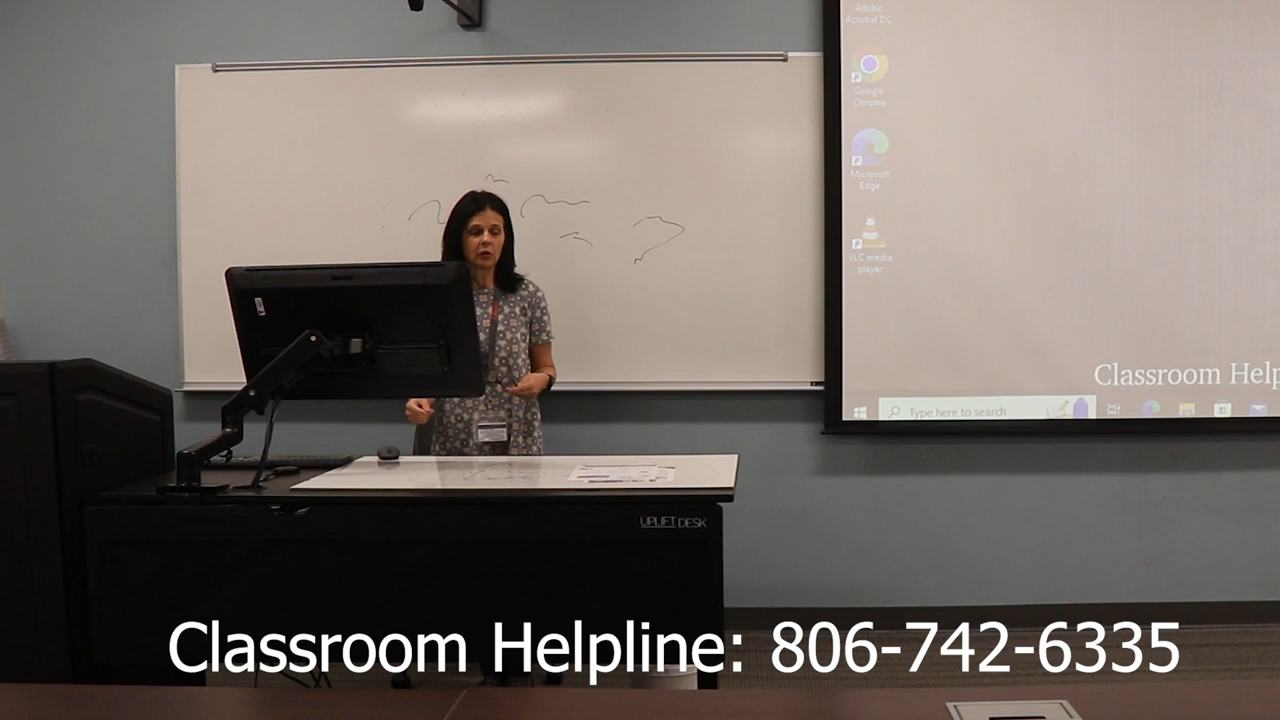 Adobe
Acrobat DC
Google
Chrome
Microsoft
Edge
VLC media
player
Classroom Help
Type here to search
UPLIFT DESK
Classroom Helpline: 806-742-6335